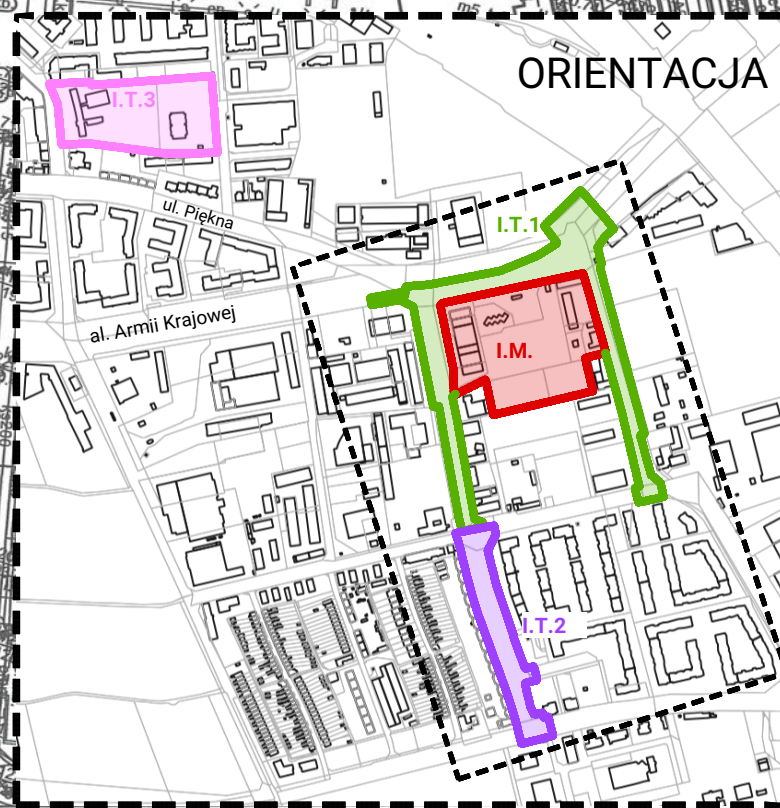 ORIENTACJA
I.T.3
ul. Piękna
I.T.1
al. Armii Krajowej
I.M.
I.T.2